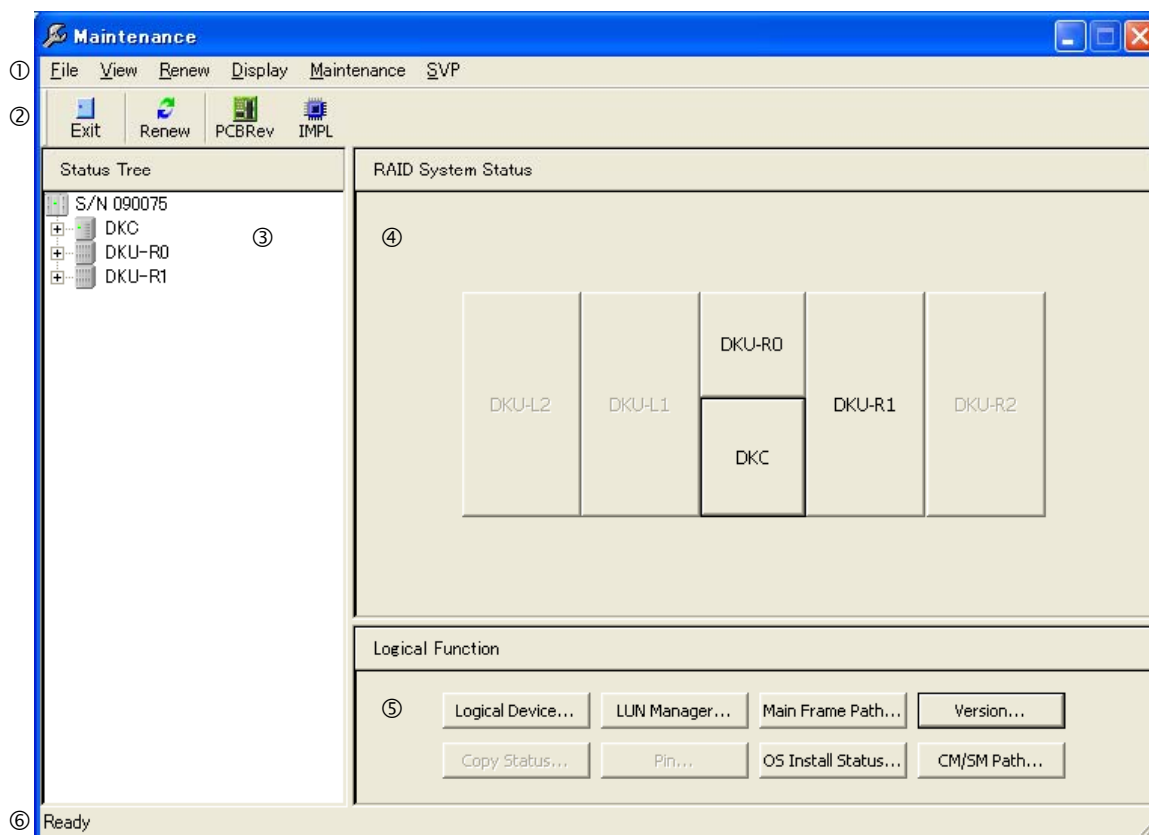 Maintenance
① File View Renew Display Maintenance SVP
② Exit Renew PCBRev IMPL
Status Tree
S/N 090075
DKC
DKU-R0
DKU-R1
③
RAID System Status
④
DKU-L2 DKU-L1 DKU-R0 DKC DKU-R1 DKU-R2
Logical Function
⑤ Logical Device... LUN Manager... Main Frame Path... Version...
Copy Status... Pin... OS Install Status... CM/SM Path...
⑥ Ready